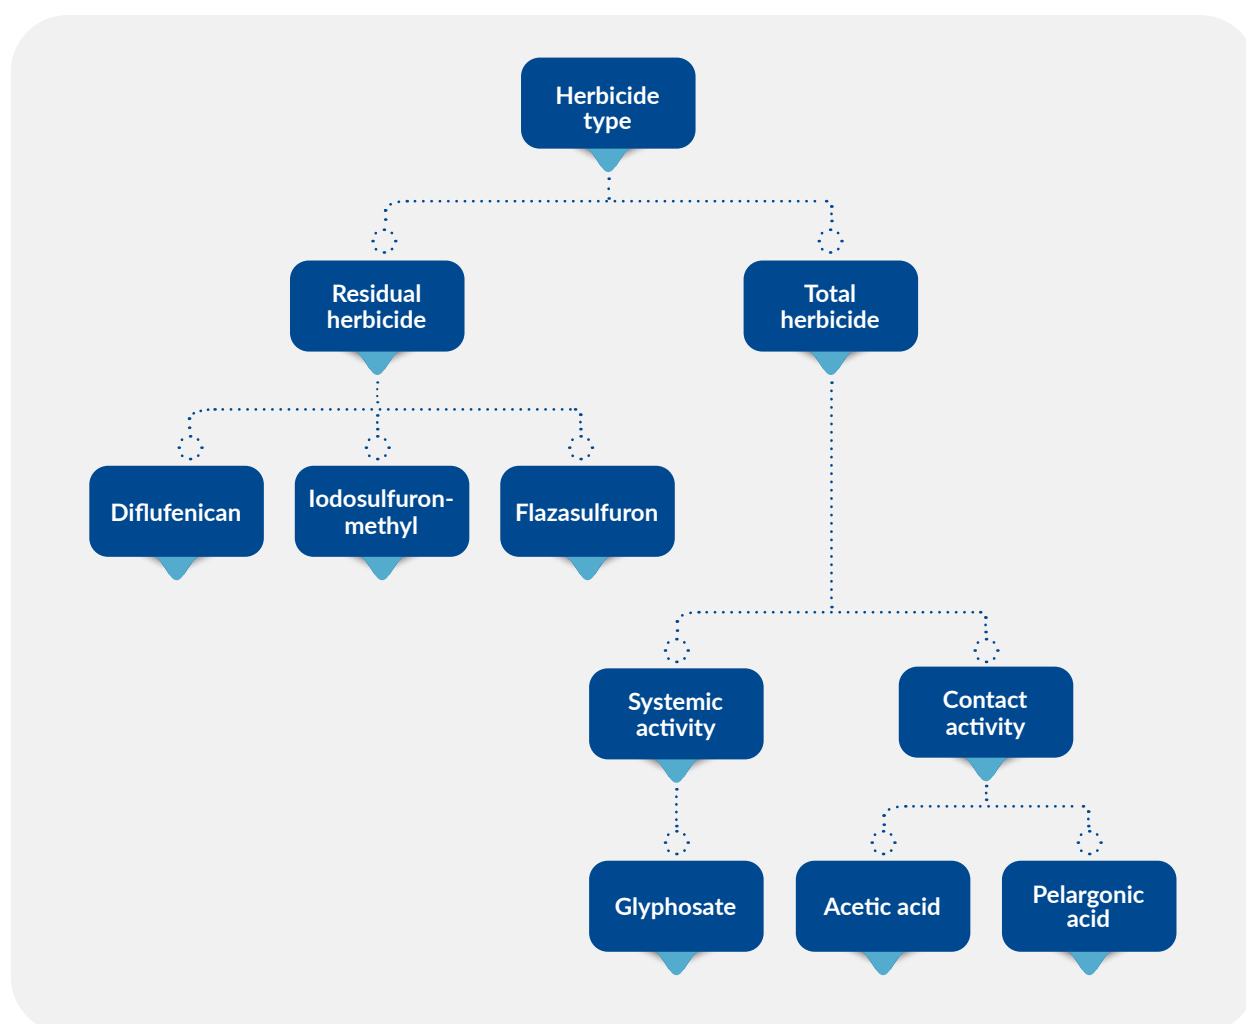 Herbicide
type
Residual
herbicide
Total
herbicide
Diflufenican
Iodosulfuron-
methyl
Flazasulfuron
Systemic
activity
Contact
activity
Glyphosate
Acetic acid
Pelargonic
acid